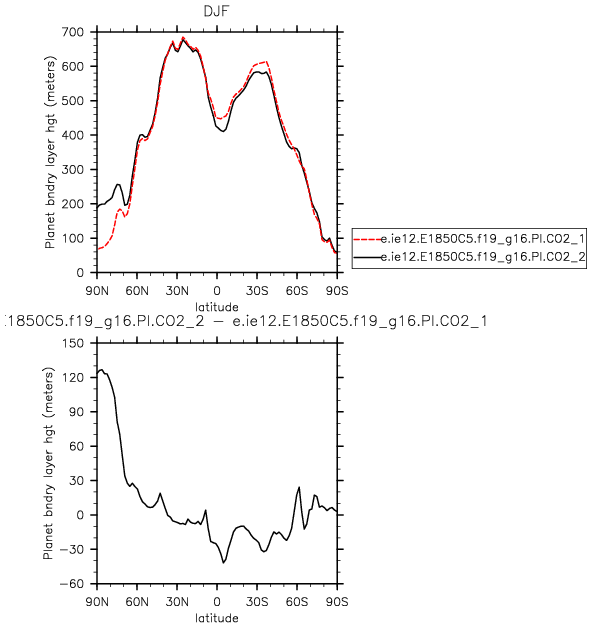 DJF
700
600
500
400
300
200
100
0
Planet bndry layer hgt (meters)
90N 60N 30N 0 30S 60S 90S
latitude
e.ie12.E1850C5.f19_g16.PI.CO2_1
e.ie12.E1850C5.f19_g16.PI.CO2_2
.1850C5.f19_g16.PI.CO2_2 − e.ie12.E1850C5.f19_g16.PI.CO2_1
150
120
90
60
30
0
−30
−60
Planet bndry layer hgt (meters)
90N 60N 30N 0 30S 60S 90S
latitude